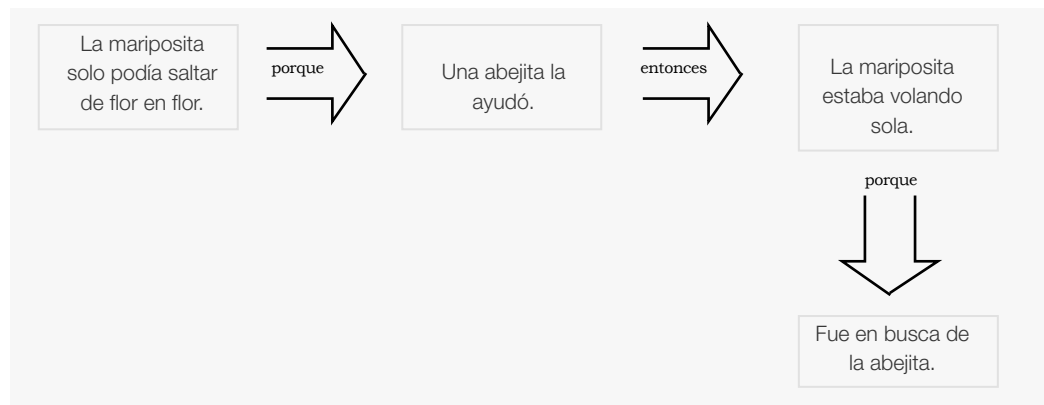 La mariposita
solo podía saltar
de flor en flor.
porque
Una abejita la
ayudó.
entonces
La mariposita
estaba volando
sola.
porque
Fue en busca de
la abejita.